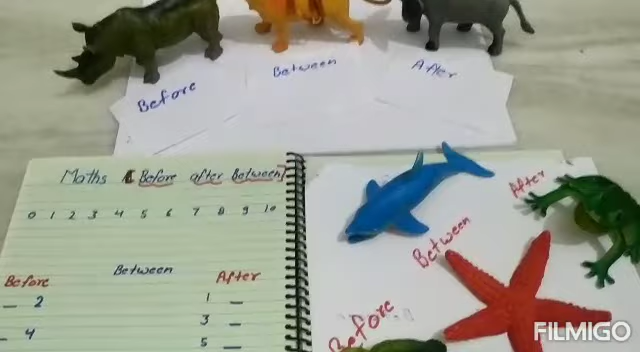 Before
Between
After
Maths (Before after Between)
0 1 2 3 4 5 6 7 8 9 10
Before Between After
_ 2 1 _
3 _
_ 4
5 _
After
Between
Before
FILMIGO